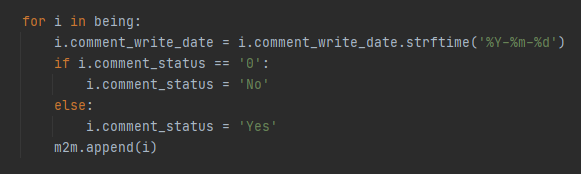 for i in being:
    i.comment_write_date = i.comment_write_date.strftime('%Y-%m-%d')
    if i.comment_status == '0':
        i.comment_status = 'No'
    else:
        i.comment_status = 'Yes'
    m2m.append(i)